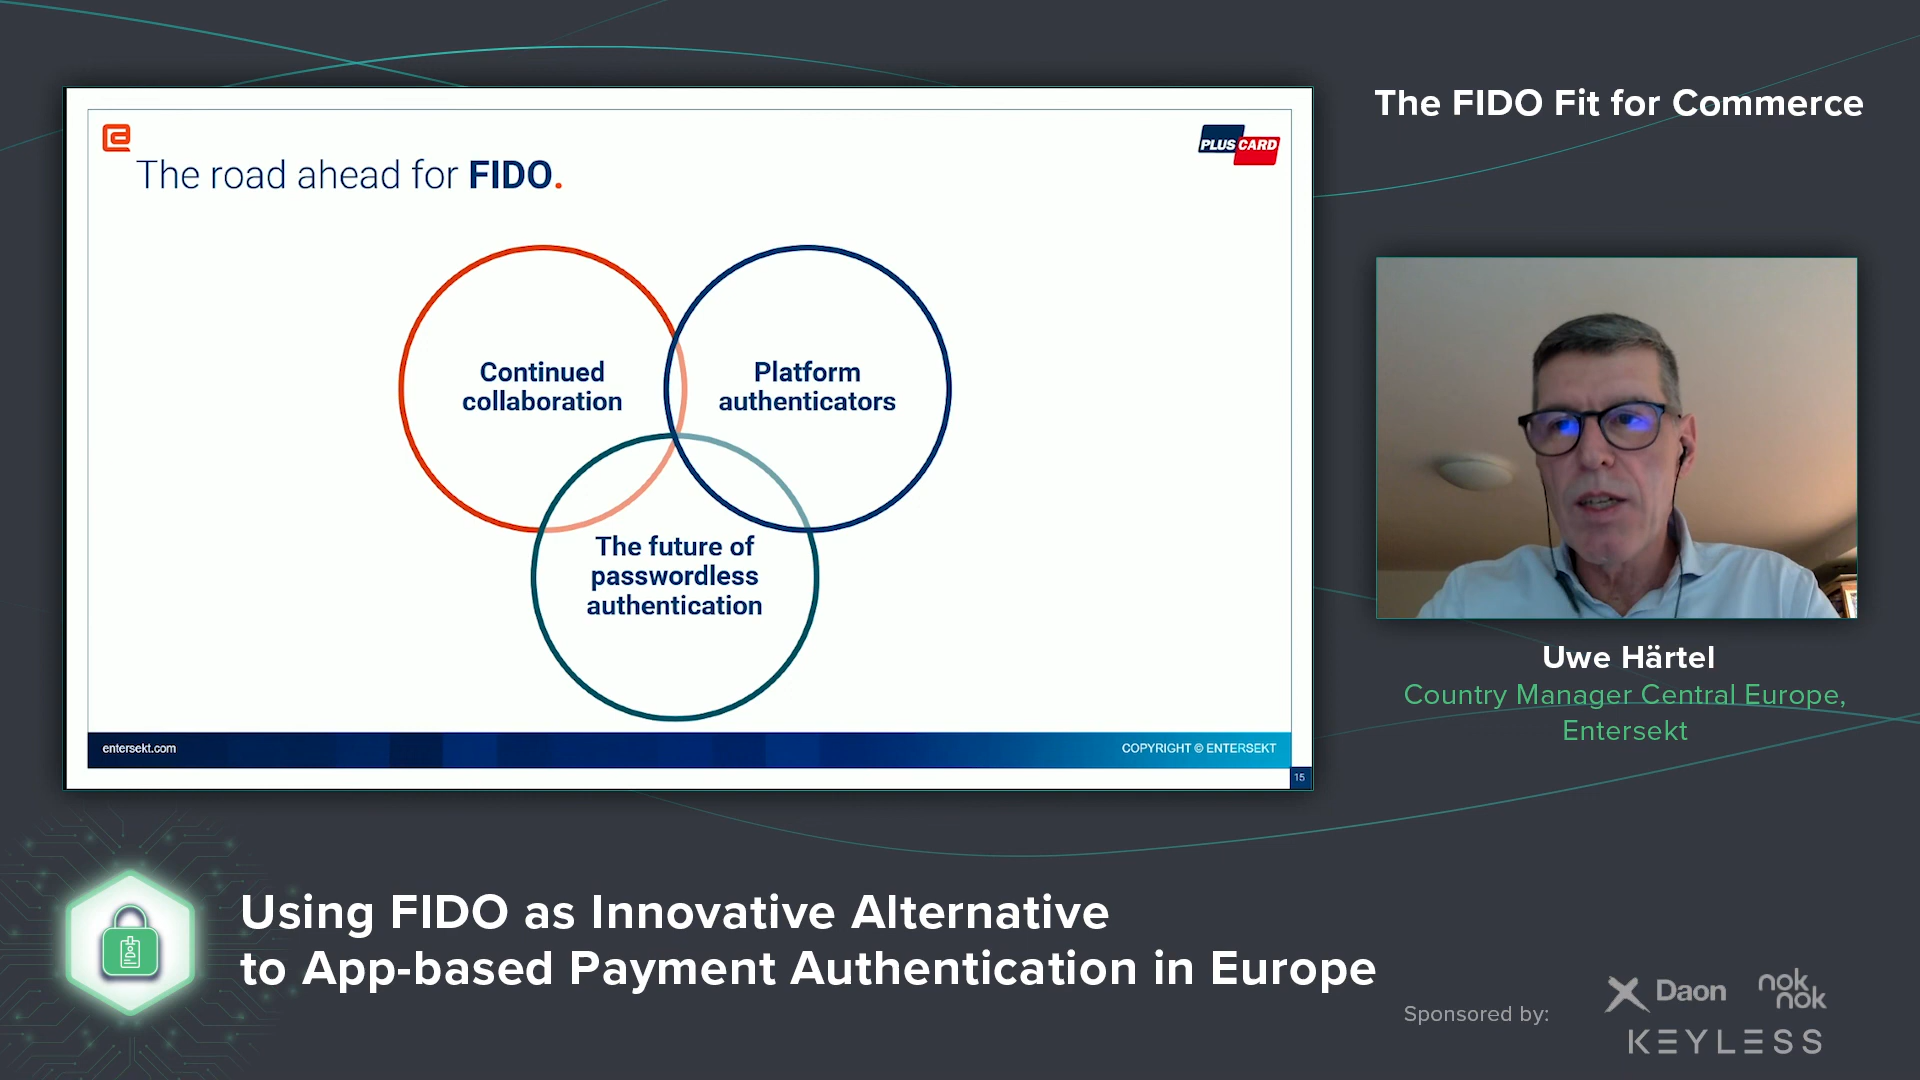 The FIDO Fit for Commerce
PLUS CARD
The road ahead for FIDO.
Continued
collaboration
Platform
authenticators
The future of
passwordless
authentication
entersekt.com
COPYRIGHT © ENTERSEKT
15
Uwe Härtel
Country Manager Central Europe,
Entersekt
Using FIDO as Innovative Alternative
to App-based Payment Authentication in Europe
Sponsored by:
Daon
nok
nok
KEYLESS